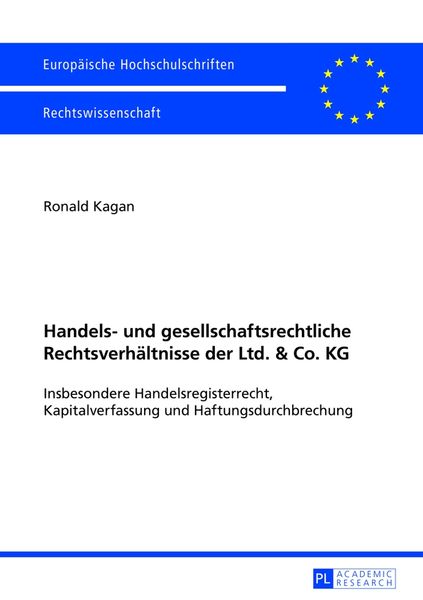 Europäische Hochschulschriften
Rechtswissenschaft
Ronald Kagan
Handels- und gesellschaftsrechtliche
Rechtsverhältnisse der Ltd. & Co. KG
Insbesondere Handelsregisterrecht,
Kapitalverfassung und Haftungsdurchbrechung
PL ACADEMIC
RESEARCH